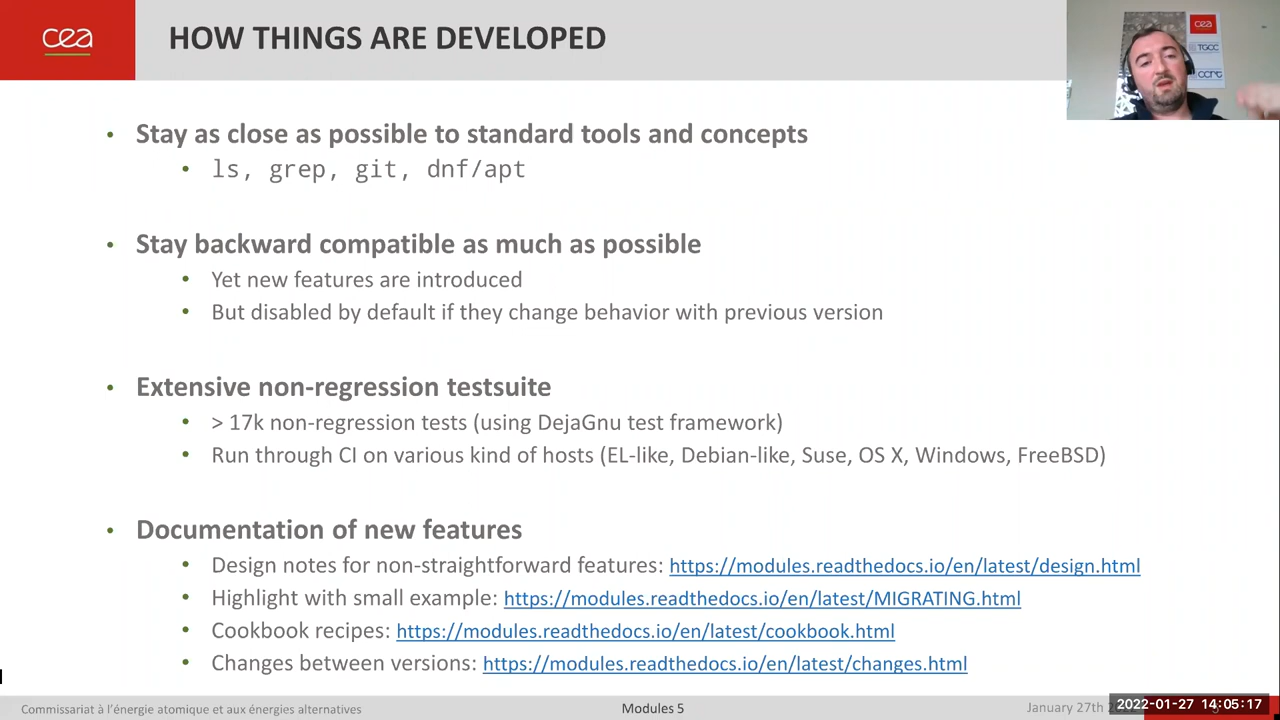 cea
HOW THINGS ARE DEVELOPED
cea
TGCC
ccrt
• Stay as close as possible to standard tools and concepts
• ls, grep, git, dnf/apt
• Stay backward compatible as much as possible
• Yet new features are introduced
• But disabled by default if they change behavior with previous version
• Extensive non-regression testsuite
• > 17k non-regression tests (using DejaGnu test framework)
• Run through CI on various kind of hosts (EL-like, Debian-like, Suse, OS X, Windows, FreeBSD)
• Documentation of new features
• Design notes for non-straightforward features: https://modules.readthedocs.io/en/latest/design.html
• Highlight with small example: https://modules.readthedocs.io/en/latest/MIGRATING.html
• Cookbook recipes: https://modules.readthedocs.io/en/latest/cookbook.html
• Changes between versions: https://modules.readthedocs.io/en/latest/changes.html
Commissariat à l'énergie atomique et aux énergies alternatives
Modules 5
January 27th
2022-01-27 14:05:17